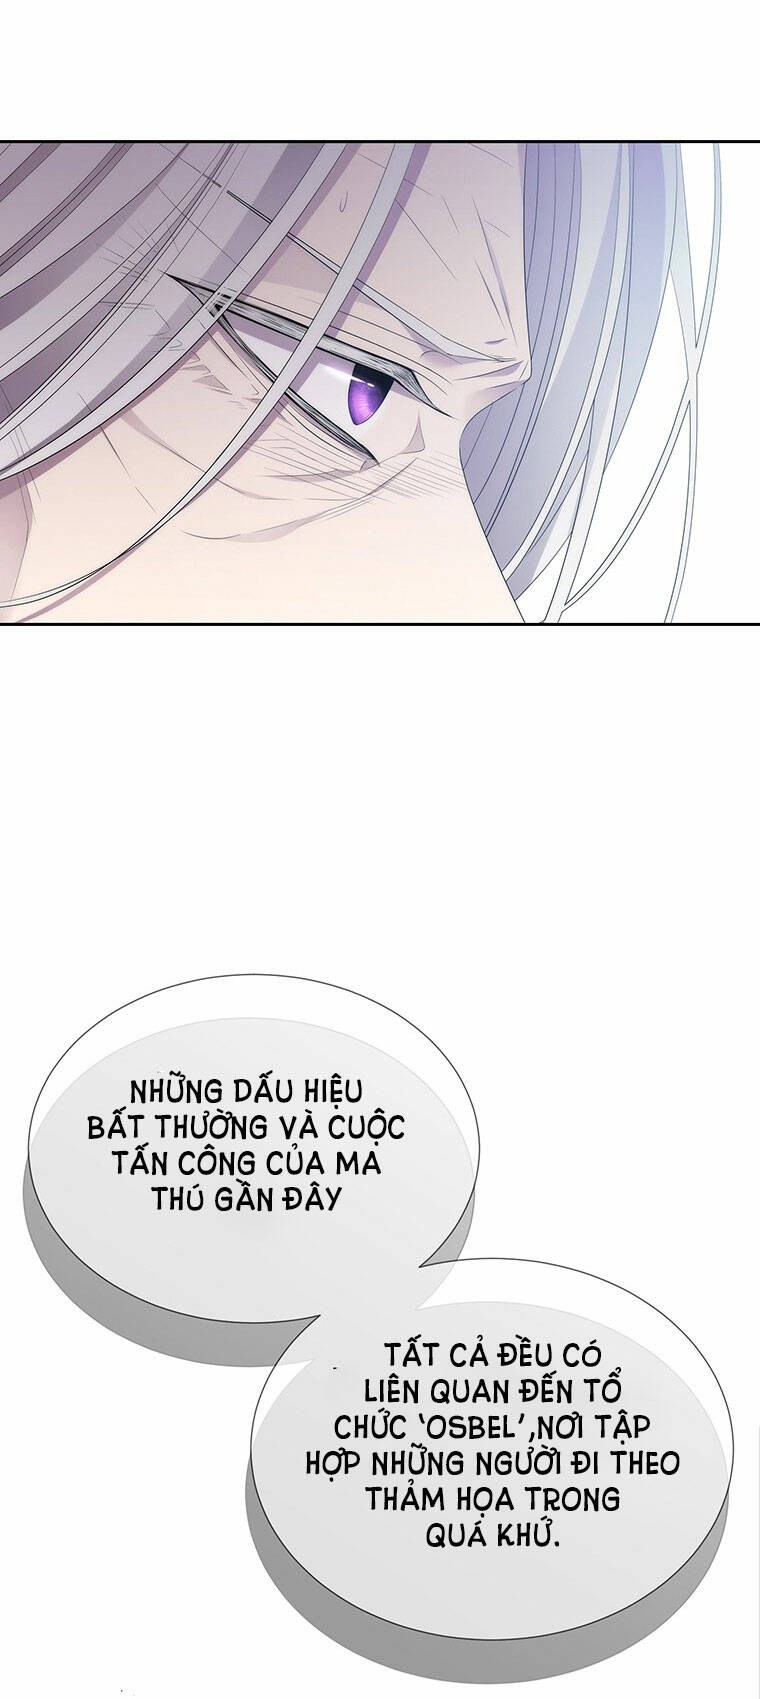 NHỮNG DẤU HIỆU
BẤT THƯỜNG VÀ CUỘC
TẤN CÔNG CỦA MA
THÚ GẦN ĐÂY
TẤT CẢ ĐỀU CÓ
LIÊN QUAN ĐẾN TỔ
CHỨC ‘OSBEL’,NƠI TẬP
HỢP NHỮNG NGƯỜI ĐI THEO
THẢM HỌA TRONG
QUÁ KHỨ.